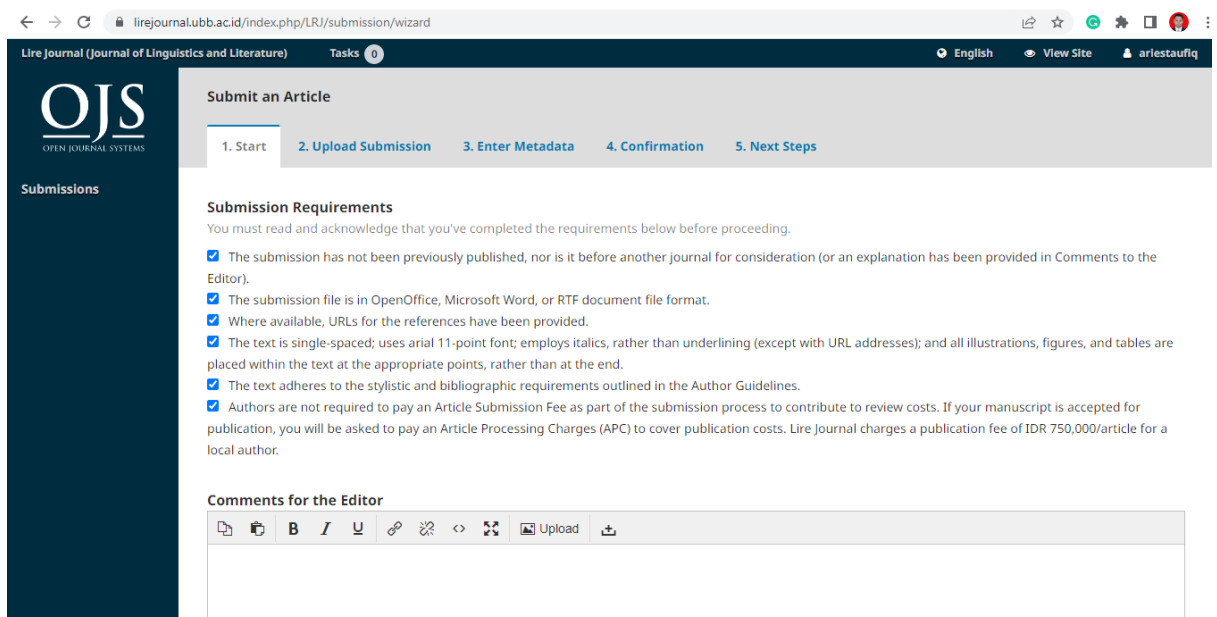 lirejournal.ubb.ac.id/index.php/LRJ/submission/wizard
Lire Journal (Journal of Linguistics and Literature) Tasks 0 English View Site ariestaufiq
OJS
OPEN JOURNAL SYSTEMS
Submissions
Submit an Article
1. Start 2. Upload Submission 3. Enter Metadata 4. Confirmation 5. Next Steps
Submission Requirements
You must read and acknowledge that you've completed the requirements below before proceeding.
The submission has not been previously published, nor is it before another journal for consideration (or an explanation has been provided in Comments to the
Editor).
The submission file is in OpenOffice, Microsoft Word, or RTF document file format.
Where available, URLs for the references have been provided.
The text is single-spaced; uses arial 11-point font; employs italics, rather than underlining (except with URL addresses); and all illustrations, figures, and tables are
placed within the text at the appropriate points, rather than at the end.
The text adheres to the stylistic and bibliographic requirements outlined in the Author Guidelines.
Authors are not required to pay an Article Submission Fee as part of the submission process to contribute to review costs. If your manuscript is accepted for
publication, you will be asked to pay an Article Processing Charges (APC) to cover publication costs. Lire Journal charges a publication fee of IDR 750,000/article for a
local author.
Comments for the Editor
B I U Upload